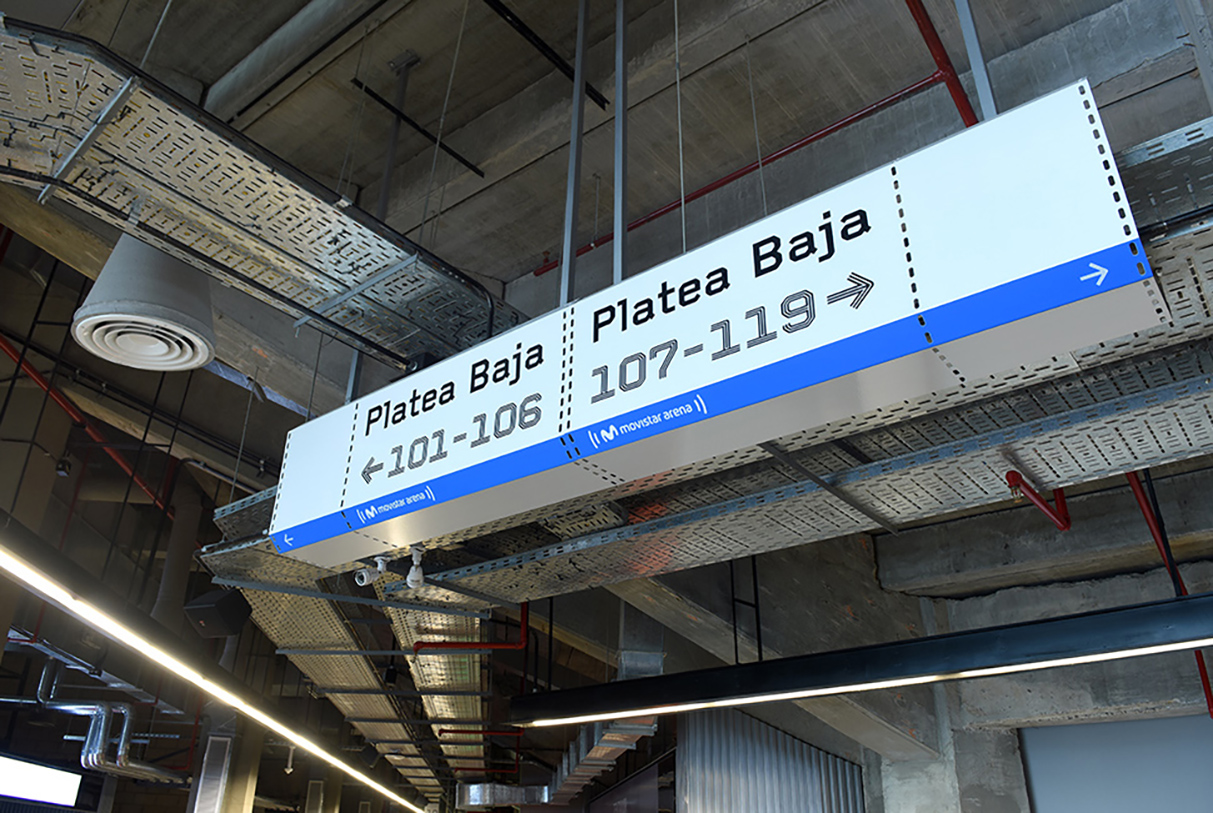 Platea Baja
←101-106
movistar arena
←
Platea Baja
107-119→
movistar arena
→